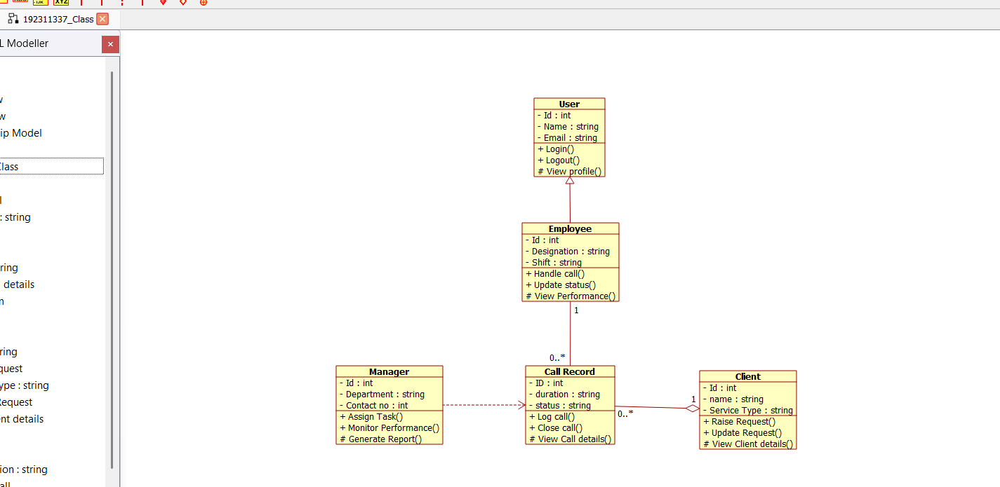 XYZ
192311337_Class
L Modeller
ip Model
Class
: string
ring
details
ring
quest
ype : string
Request
nt details
ion : string
User
- Id : int
- Name : string
- Email : string
+ Login()
+ Logout()
# View profile()
Employee
- Id : int
- Designation : string
- Shift : string
+ Handle call()
+ Update status()
# View Performance()
1
0..*
Manager
- Id : int
- Department : string
- Contact no : int
+ Assign Task()
+ Monitor Performance()
# Generate Report()
Call Record
- ID : int
- duration : string
- status : string
+ Log call()
+ Close call()
# View Call details()
1
0..*
Client
- Id : int
- name : string
- Service Type : string
+ Raise Request()
+ Update Request()
# View Client details()